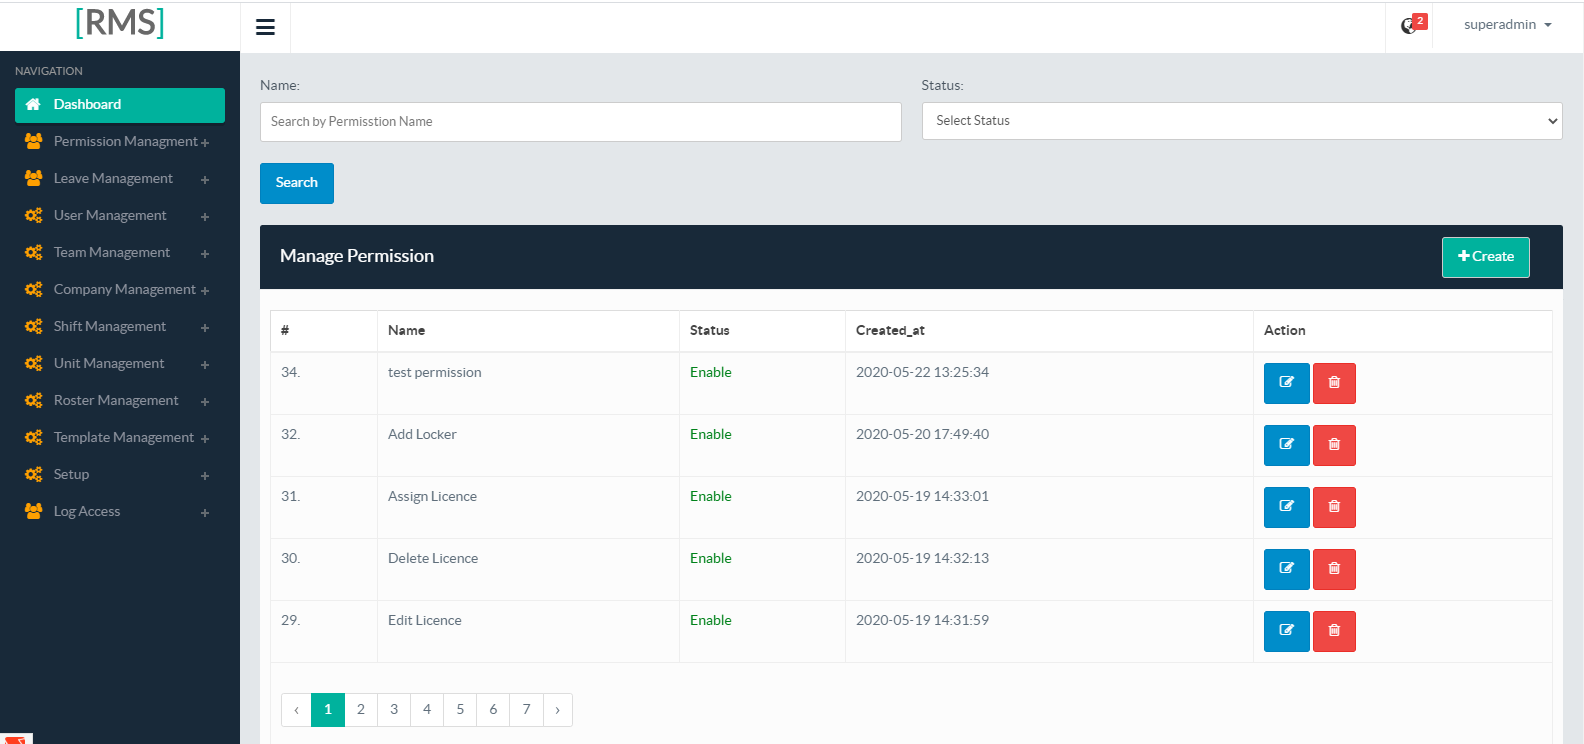 [RMS]
2
superadmin
NAVIGATION
Dashboard
Permission Managment +
Leave Management +
User Management +
Team Management +
Company Management +
Shift Management +
Unit Management +
Roster Management +
Template Management +
Setup +
Log Access +
Name: Status:
Search by Permisstion Name Select Status
Search
Manage Permission + Create
# Name Status Created_at Action
34. test permission Enable 2020-05-22 13:25:34
32. Add Locker Enable 2020-05-20 17:49:40
31. Assign Licence Enable 2020-05-19 14:33:01
30. Delete Licence Enable 2020-05-19 14:32:13
29. Edit Licence Enable 2020-05-19 14:31:59
‹ 1 2 3 4 5 6 7 ›